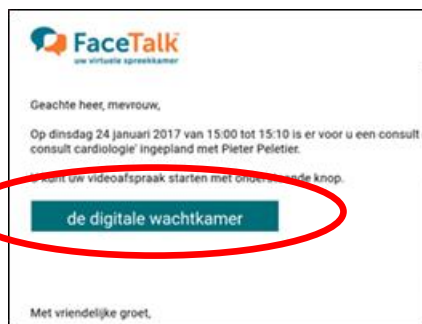 FaceTalk
uw virtuele spreekkamer
Geachte heer, mevrouw,
Op dinsdag 24 januari 2017 van 15:00 tot 15:10 is er voor u een consult
consult cardiologie' ingepland met Pieter Peletier.
U kunt uw videoafspraak starten met onderstaande knop.
de digitale wachtkamer
Met vriendelijke groet,